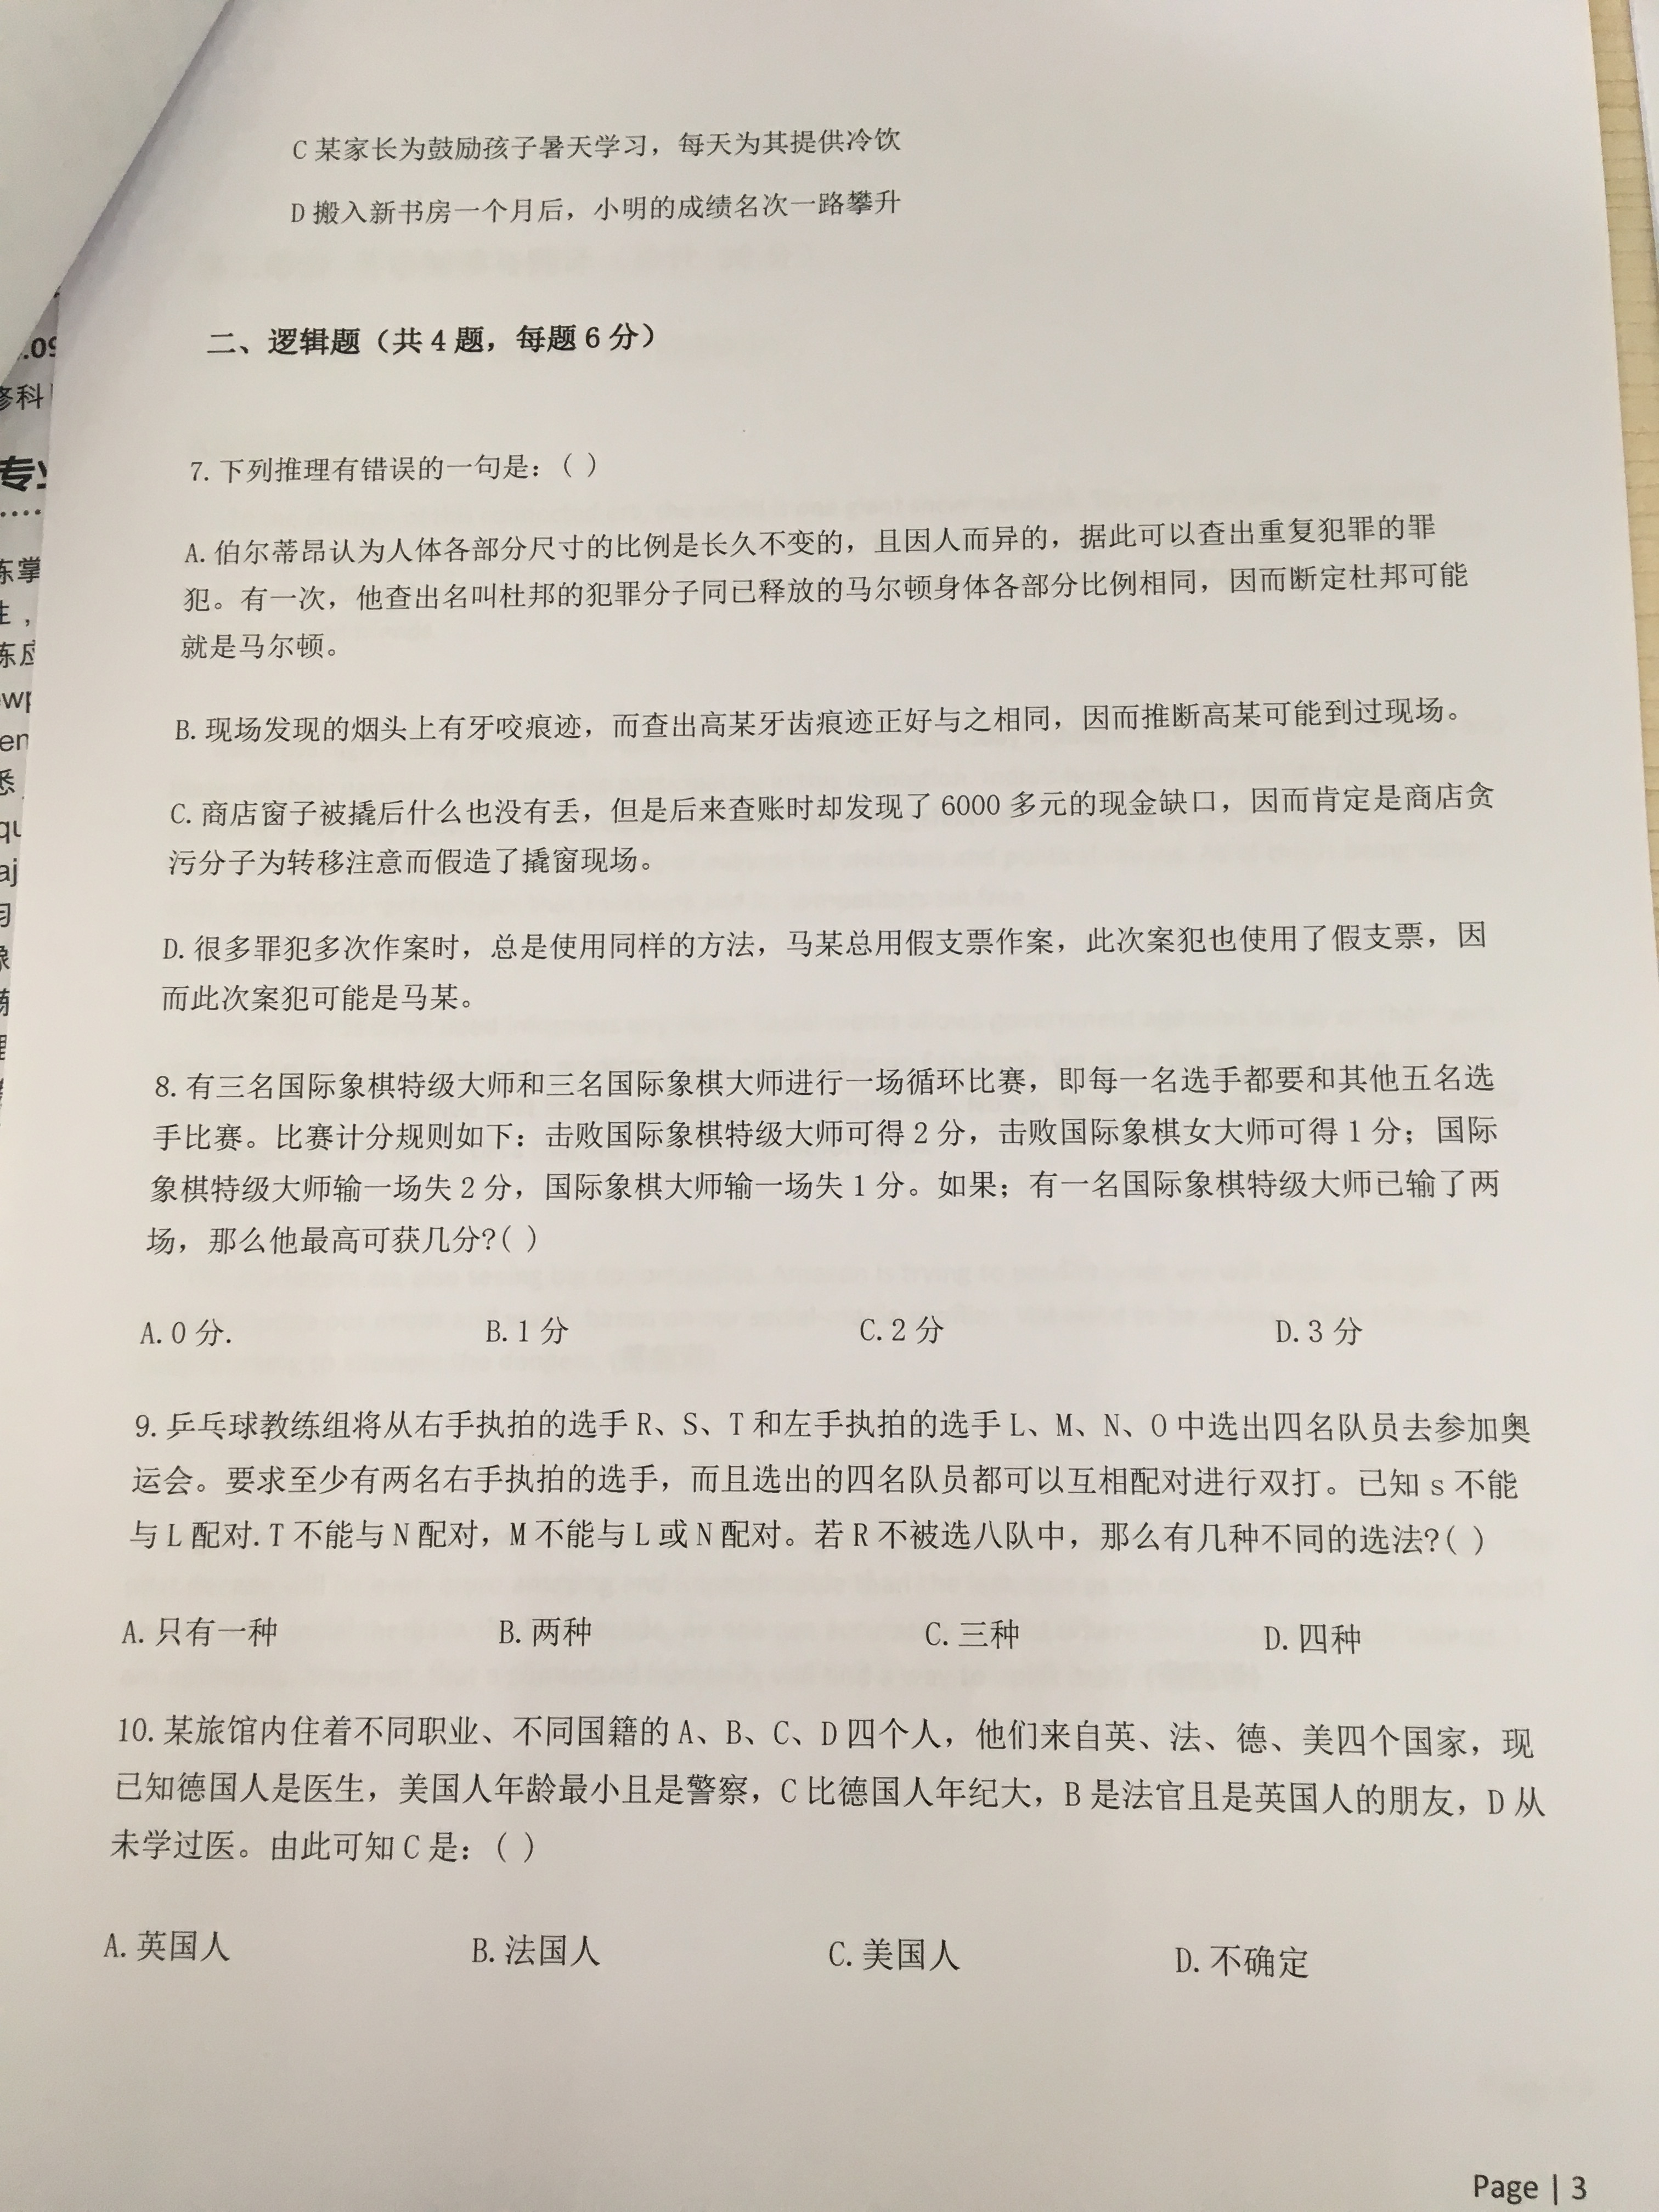 C 某家长为鼓励孩子暑天学习，每天为其提供冷饮
D 搬入新书房一个月后，小明的成绩名次一路攀升
二、逻辑题（共 4 题，每题 6 分）
7. 下列推理有错误的一句是：( )
A. 伯尔蒂昂认为人体各部分尺寸的比例是长久不变的，且因人而异的，据此可以查出重复犯罪的罪
犯。有一次，他查出名叫杜邦的犯罪分子同已释放的马尔顿身体各部分比例相同，因而断定杜邦可能
就是马尔顿。
B. 现场发现的烟头上有牙咬痕迹，而查出高某牙齿痕迹正好与之相同，因而推断高某可能到过现场。
C. 商店窗子被撬后什么也没有丢，但是后来查账时却发现了 6000 多元的现金缺口，因而肯定是商店贪
污分子为转移注意而假造了撬窗现场。
D. 很多罪犯多次作案时，总是使用同样的方法，马某总用假支票作案，此次案犯也使用了假支票，因
而此次案犯可能是马某。
8. 有三名国际象棋特级大师和三名国际象棋大师进行一场循环比赛，即每一名选手都要和其他五名选
手比赛。比赛计分规则如下：击败国际象棋特级大师可得 2 分，击败国际象棋女大师可得 1 分；国际
象棋特级大师输一场失 2 分，国际象棋大师输一场失 1 分。如果；有一名国际象棋特级大师已输了两
场，那么他最高可获几分?( )
A. 0 分. B. 1 分 C. 2 分 D. 3 分
9. 乒乓球教练组将从右手执拍的选手 R、S、T 和左手执拍的选手 L、M、N、O 中选出四名队员去参加奥
运会。要求至少有两名右手执拍的选手，而且选出的四名队员都可以互相配对进行双打。已知 s 不能
与 L 配对. T 不能与 N 配对，M 不能与 L 或 N 配对。若 R 不被选八队中，那么有几种不同的选法?( )
A. 只有一种 B. 两种 C. 三种 D. 四种
10. 某旅馆内住着不同职业、不同国籍的 A、B、C、D 四个人，他们来自英、法、德、美四个国家，现
已知德国人是医生，美国人年龄最小且是警察，C 比德国人年纪大，B 是法官且是英国人的朋友，D 从
未学过医。由此可知 C 是：( )
A. 英国人 B. 法国人 C. 美国人 D. 不确定
Page | 3